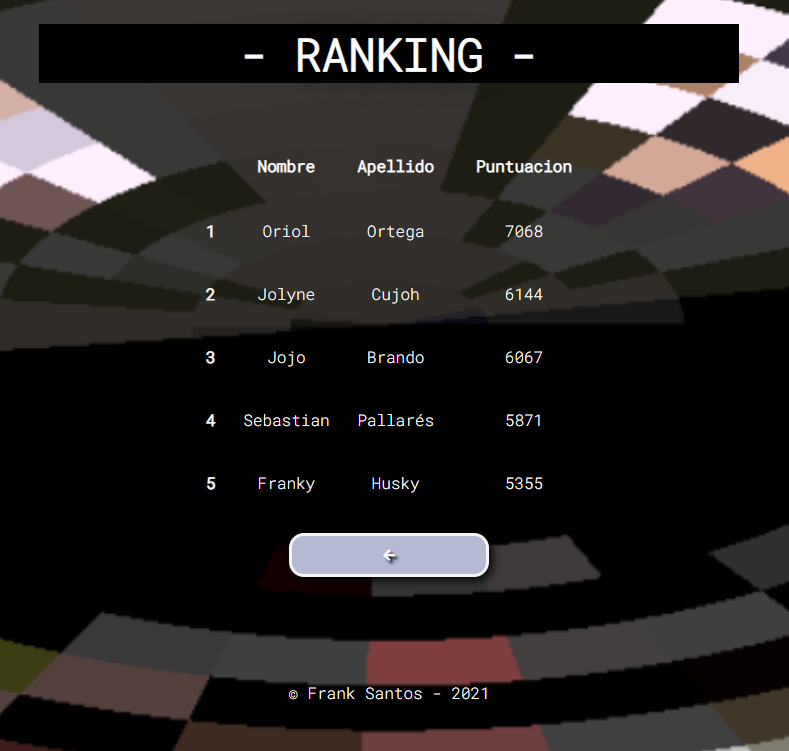 - RANKING -
Nombre Apellido Puntuacion
1 Oriol Ortega 7068
2 Jolyne Cujoh 6144
3 Jojo Brando 6067
4 Sebastian Pallarés 5871
5 Franky Husky 5355
←
© Frank Santos - 2021